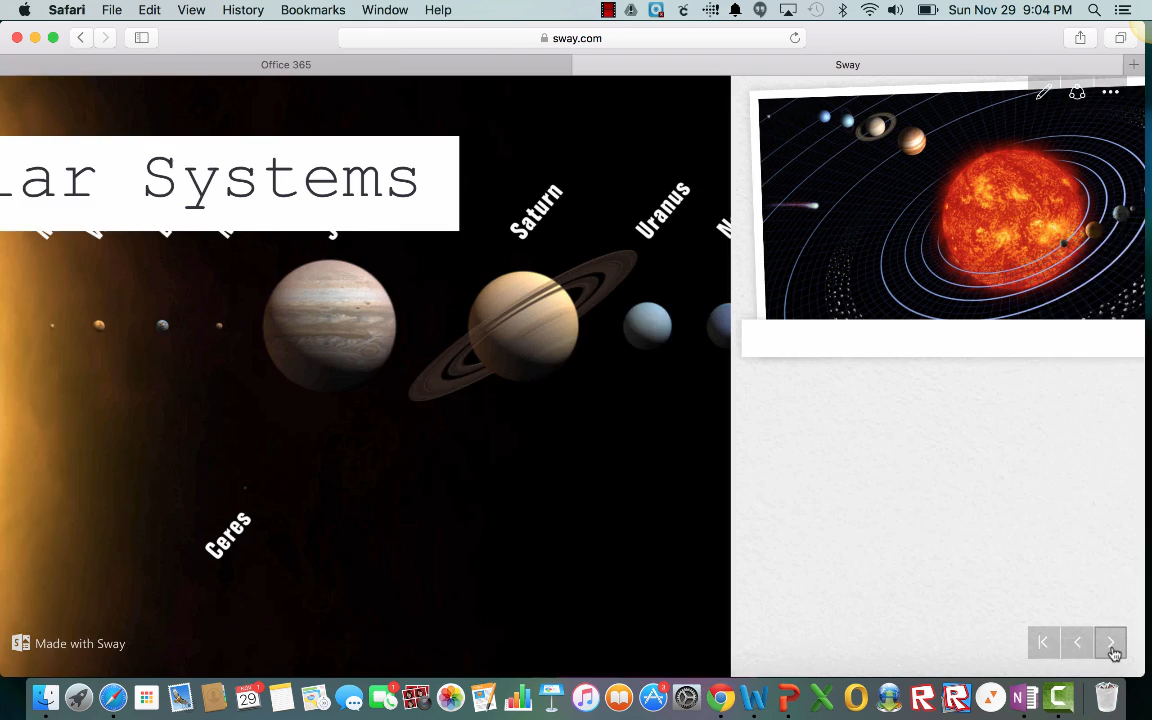 Safari File Edit View History Bookmarks Window Help Sun Nov 29 9:04 PM
sway.com
Office 365 Sway
lar Systems
Saturn
Uranus
Ceres
Made with Sway